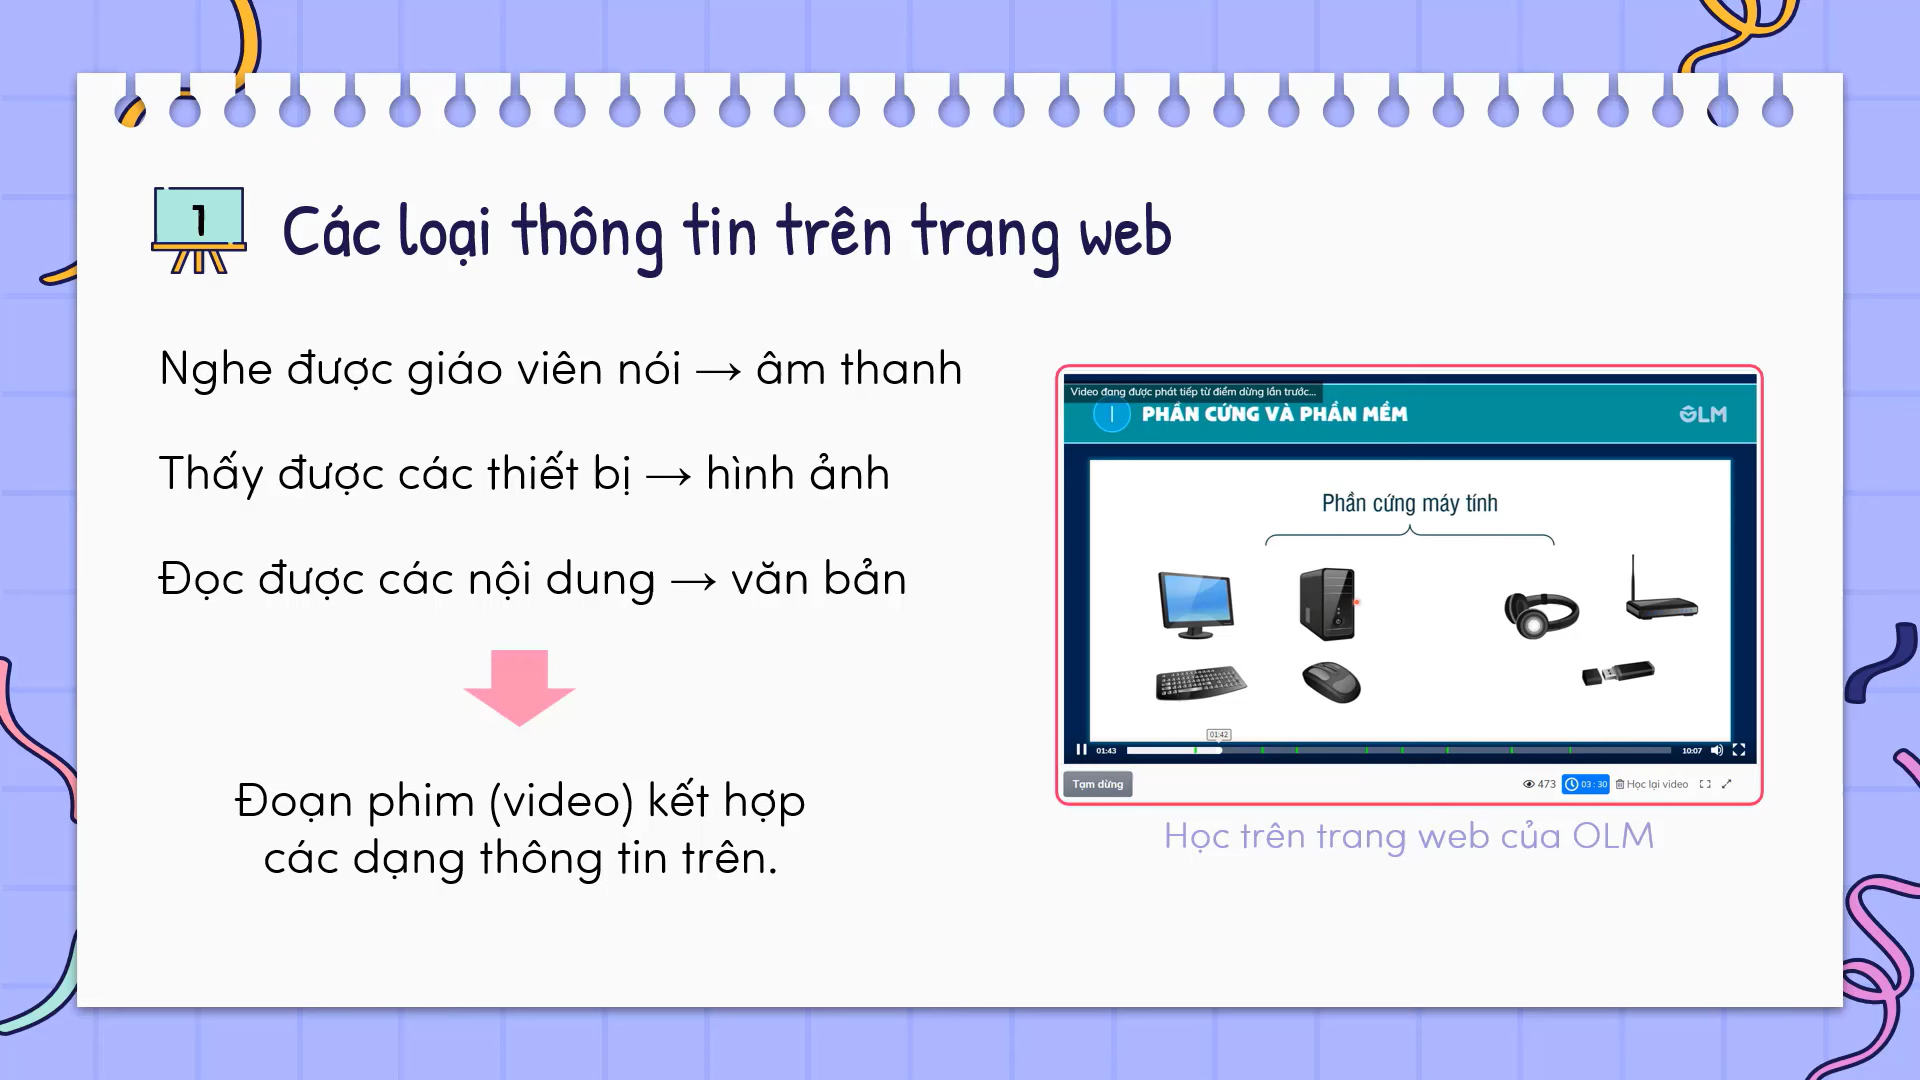 1
Các loại thông tin trên trang web
Nghe được giáo viên nói → âm thanh
Thấy được các thiết bị → hình ảnh
Đọc được các nội dung → văn bản
Đoạn phim (video) kết hợp
các dạng thông tin trên.
Video đang được phát tiếp từ điểm dừng lần trước...
I PHẦN CỨNG VÀ PHẦN MỀM
OLM
Phần cứng máy tính
01:42
01:43
10:07
Tạm dừng
473
03 : 30
Học lại video
Học trên trang web của OLM